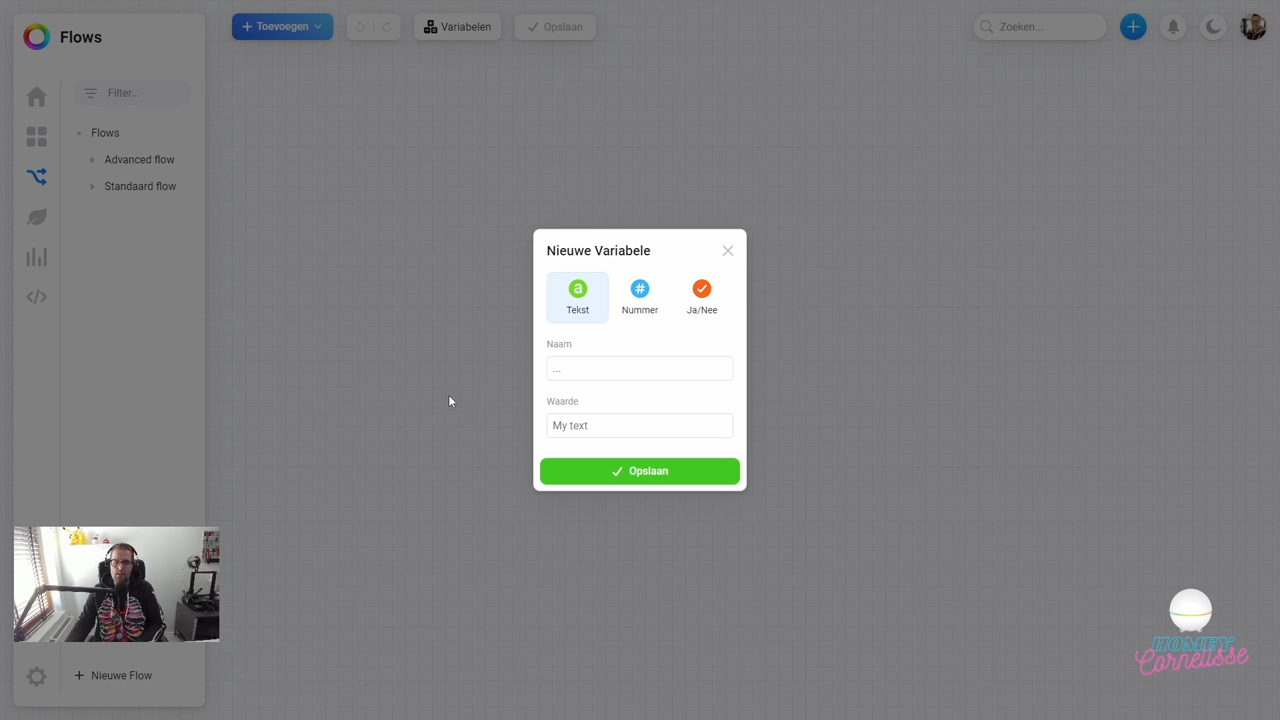 Flows
Toevoegen
Variabelen
Opslaan
Zoeken...
Filter...
Flows
Advanced flow
Standaard flow
Nieuwe Variabele
a
#
Tekst
Nummer
Ja/Nee
Naam
...
Waarde
My text
Opslaan
Nieuwe Flow
HOMEY
Cornelisse